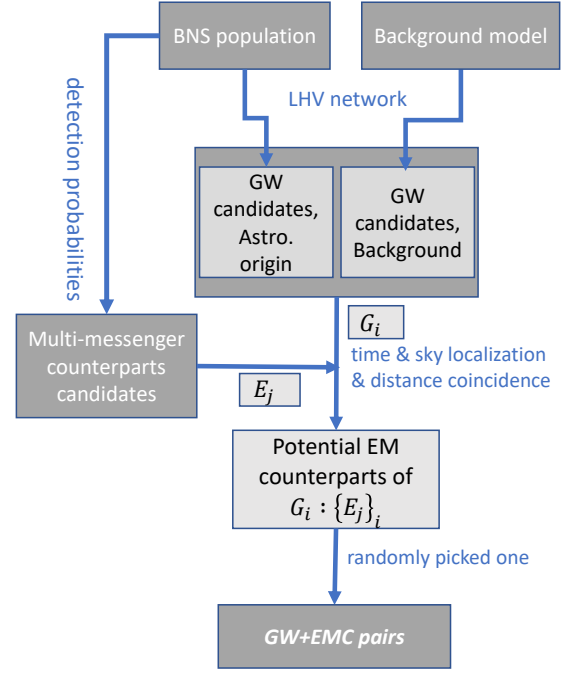 BNS population
Background model
LHV network
detection probabilities
GW
candidates,
Astro.
origin
GW
candidates,
Background
G_i
time & sky localization
& distance coincidence
Multi-messenger
counterparts
candidates
E_j
Potential EM
counterparts of
G_i : {E_j}_i
randomly picked one
GW+EMC pairs